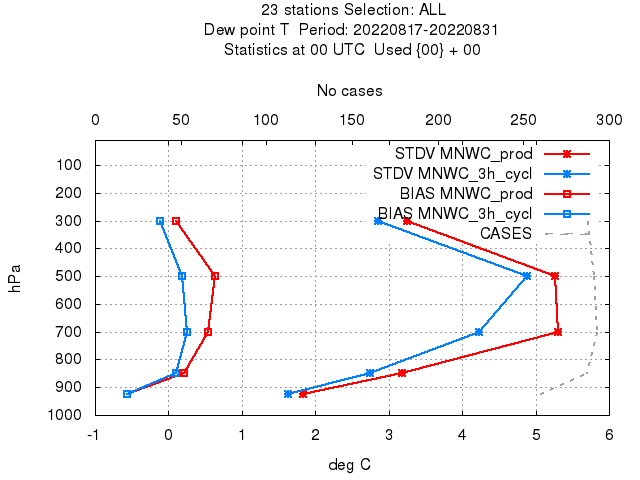 23 stations Selection: ALL
Dew point T  Period: 20220817-20220831
Statistics at 00 UTC  Used {00} + 00
No cases
0 50 100 150 200 250 300
STDV MNWC_prod
STDV MNWC_3h_cycl
BIAS MNWC_prod
BIAS MNWC_3h_cycl
CASES
100
200
300
400
500
600
700
800
900
1000
hPa
-1 0 1 2 3 4 5 6
deg C